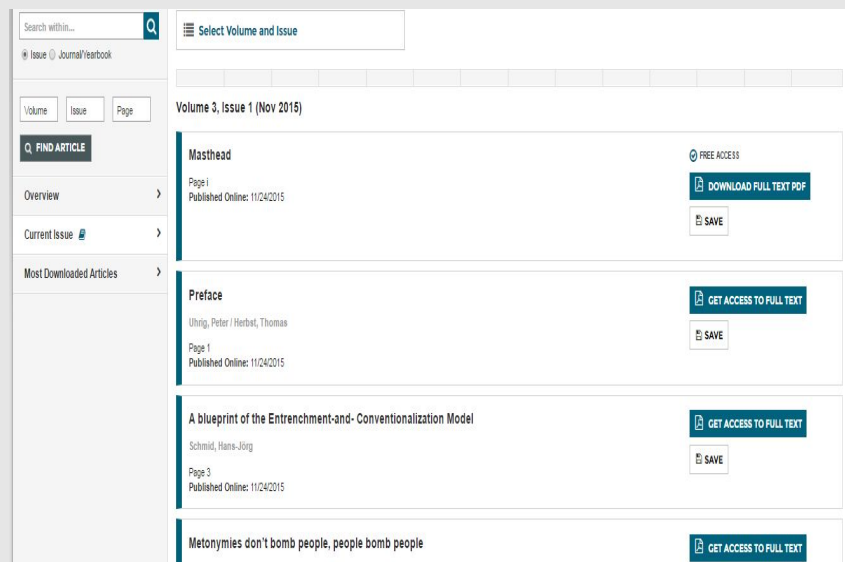 Search within...
Issue Journal/Yearbook
Volume Issue Page
FIND ARTICLE
Overview
Current Issue
Most Downloaded Articles
Select Volume and Issue
Volume 3, Issue 1 (Nov 2015)
Masthead
Page i
Published Online: 11/24/2015
FREE ACCESS
DOWNLOAD FULL TEXT PDF
SAVE
Preface
Uhrig, Peter / Herbst, Thomas
Page 1
Published Online: 11/24/2015
GET ACCESS TO FULL TEXT
SAVE
A blueprint of the Entrenchment-and- Conventionalization Model
Schmid, Hans-Jörg
Page 3
Published Online: 11/24/2015
GET ACCESS TO FULL TEXT
SAVE
Metonymies don't bomb people, people bomb people
GET ACCESS TO FULL TEXT